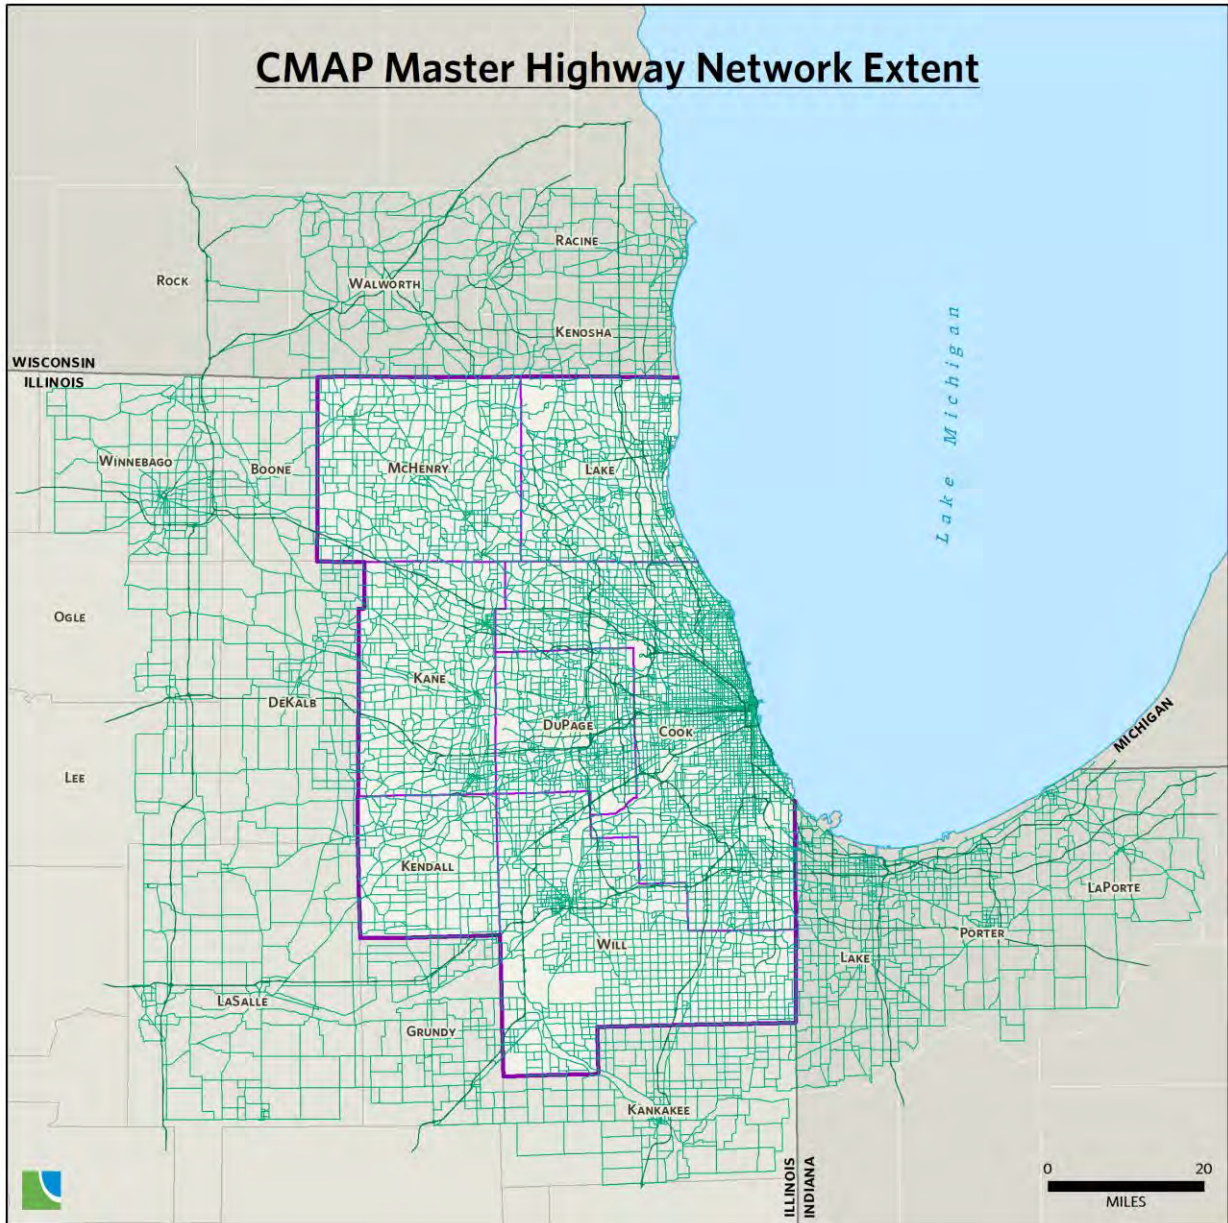 CMAP Master Highway Network Extent
RACINE
ROCK
WALWORTH
KENOSHA
Lake Michigan
WISCONSIN
ILLINOIS
WINNEBAGO
BOONE
MCHENRY
LAKE
OGLE
KANE
DEKALB
DUPAGE
COOK
MICHIGAN
LEE
KENDALL
LAPORTE
WILL
PORTER
LAKE
LASALLE
GRUNDY
KANKAKEE
ILLINOIS
INDIANA
0 20
MILES